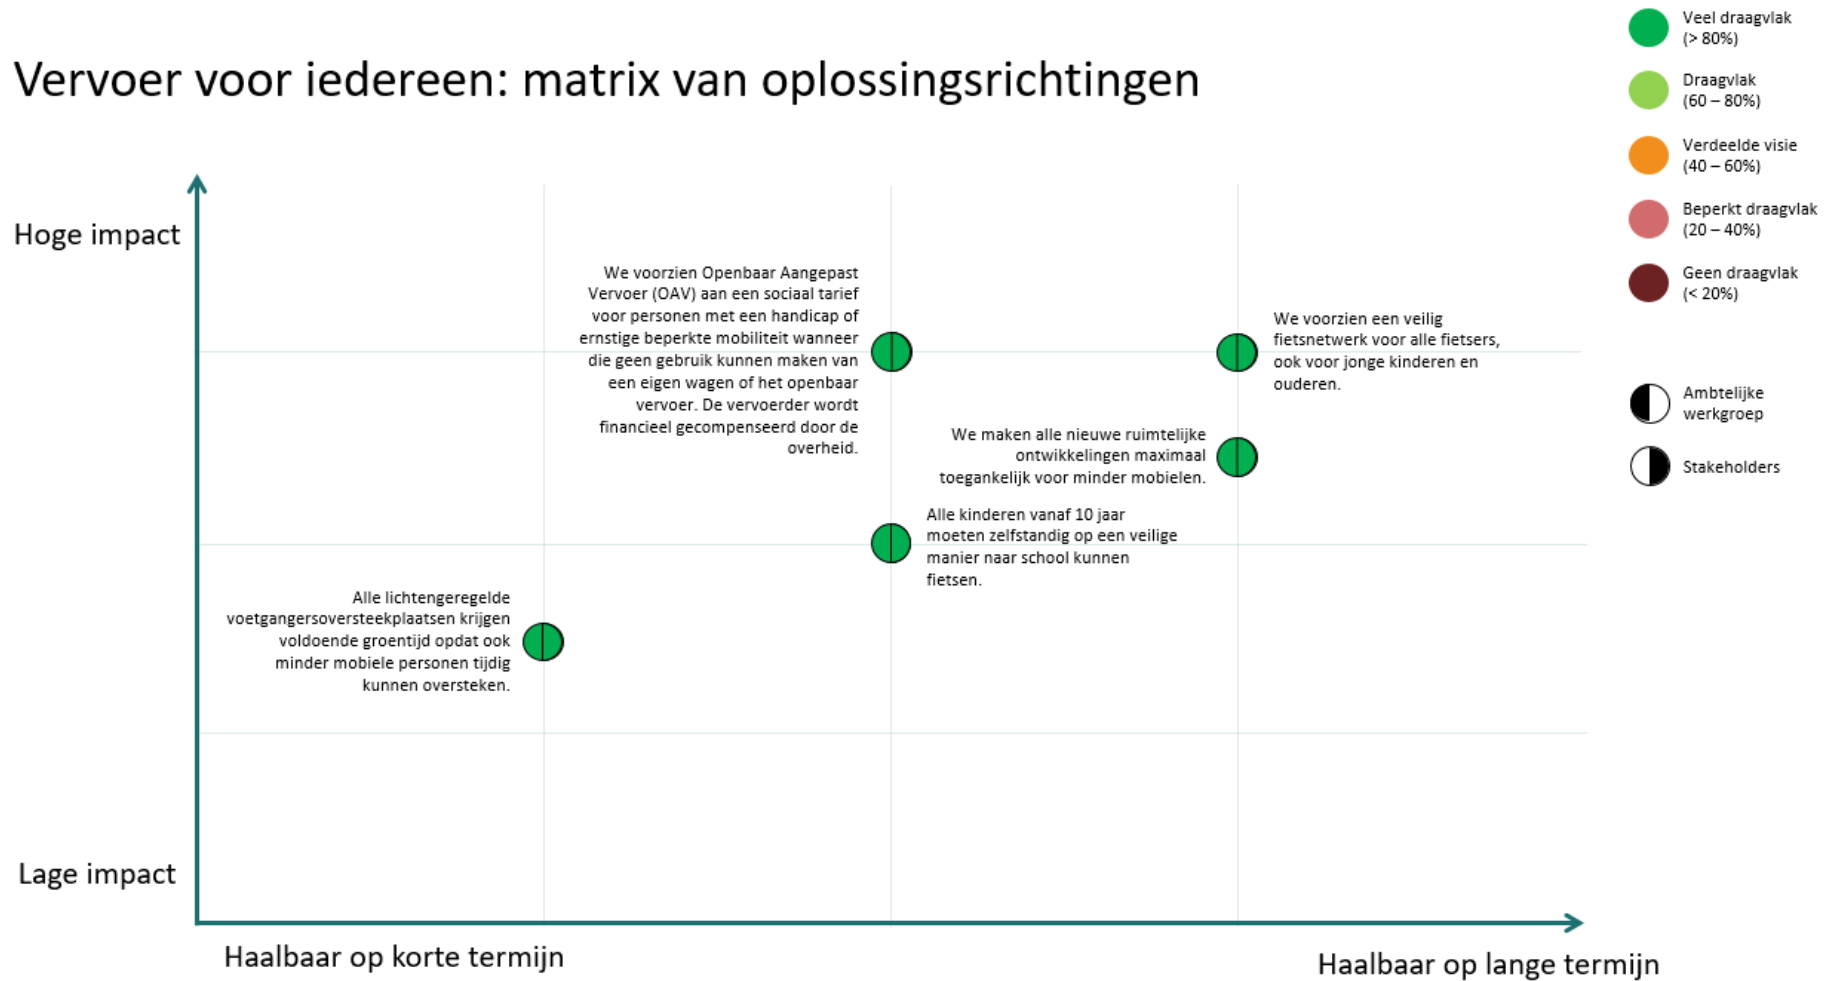 Vervoer voor iedereen: matrix van oplossingsrichtingen
Veel draagvlak
(> 80%)
Draagvlak
(60 – 80%)
Verdeelde visie
(40 – 60%)
Beperkt draagvlak
(20 – 40%)
Geen draagvlak
(< 20%)
Ambtelijke
werkgroep
Stakeholders
Hoge impact
We voorzien Openbaar Aangepast
Vervoer (OAV) aan een sociaal tarief
voor personen met een handicap of
ernstige beperkte mobiliteit wanneer
die geen gebruik kunnen maken van
een eigen wagen of het openbaar
vervoer. De vervoerder wordt
financieel gecompenseerd door de
overheid.
We voorzien een veilig
fietsnetwerk voor alle fietsers,
ook voor jonge kinderen en
ouderen.
We maken alle nieuwe ruimtelijke
ontwikkelingen maximaal
toegankelijk voor minder mobielen.
Alle kinderen vanaf 10 jaar
moeten zelfstandig op een veilige
manier naar school kunnen
fietsen.
Alle lichtengeregelde
voetgangersoversteekplaatsen krijgen
voldoende groentijd opdat ook
minder mobiele personen tijdig
kunnen oversteken.
Lage impact
Haalbaar op korte termijn
Haalbaar op lange termijn